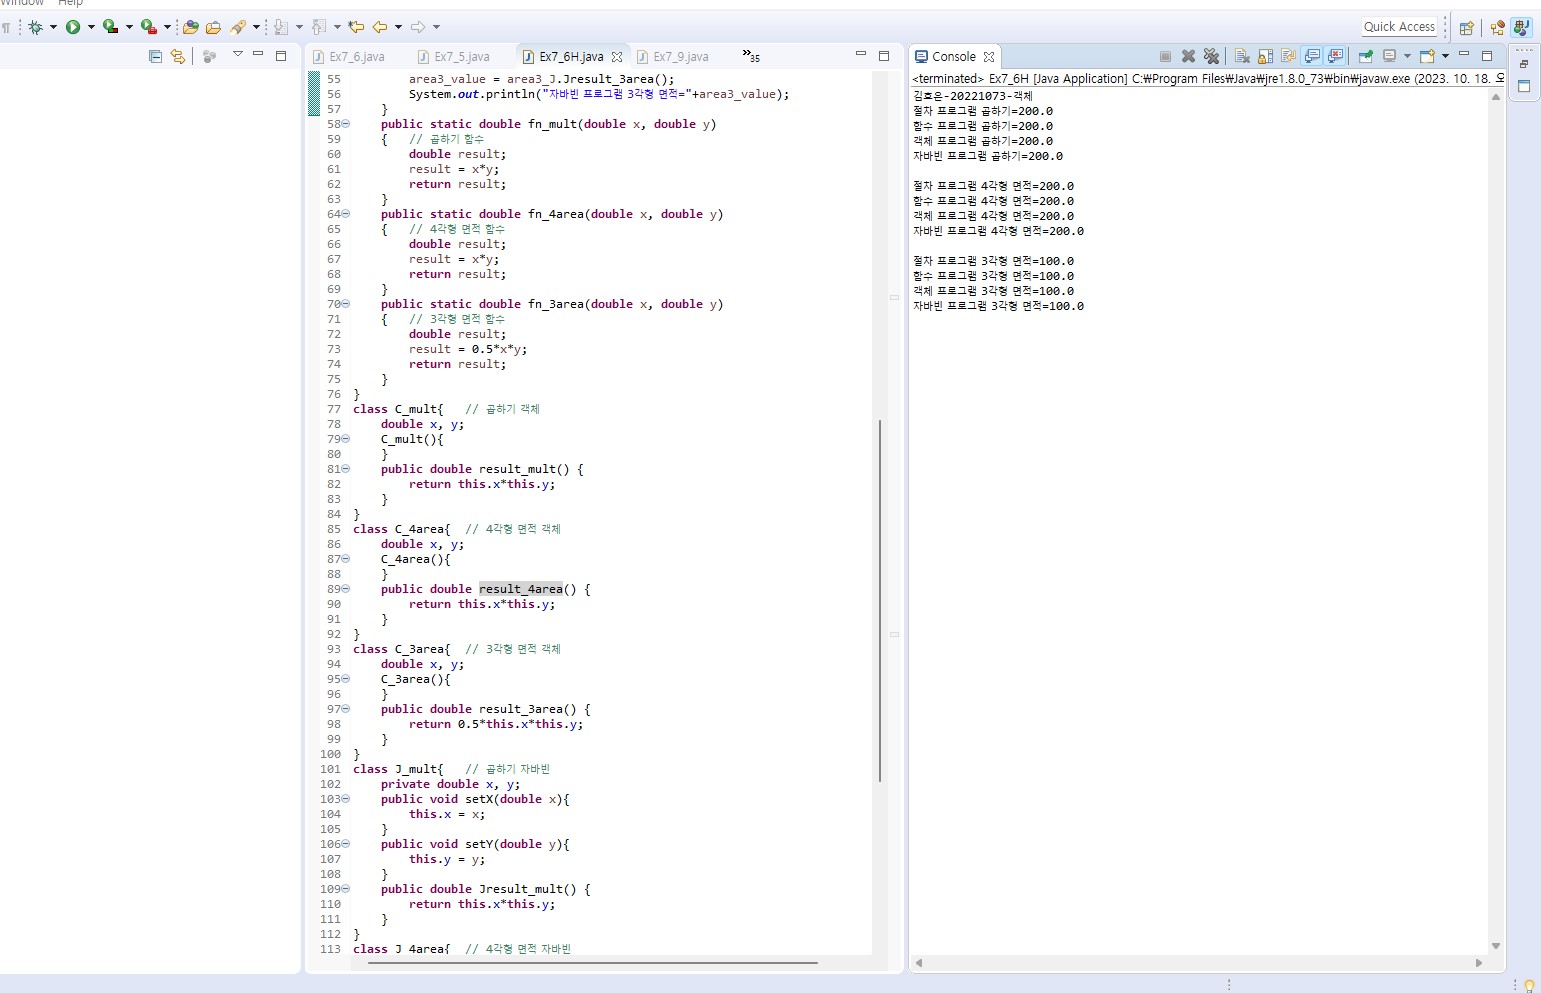 Window Help
Quick Access
Ex7_6.java Ex7_5.java Ex7_6H.java Ex7_9.java »35
55 area3_value = area3_J.Jresult_3area();
56 System.out.println("자바빈 프로그램 3각형 면적="+area3_value);
57 }
58 public static double fn_mult(double x, double y)
59 { // 곱하기 함수
60 double result;
61 result = x*y;
62 return result;
63 }
64 public static double fn_4area(double x, double y)
65 { // 4각형 면적 함수
66 double result;
67 result = x*y;
68 return result;
69 }
70 public static double fn_3area(double x, double y)
71 { // 3각형 면적 함수
72 double result;
73 result = 0.5*x*y;
74 return result;
75 }
76 }
77 class C_mult{ // 곱하기 객체
78 double x, y;
79 C_mult(){
80 }
81 public double result_mult() {
82 return this.x*this.y;
83 }
84 }
85 class C_4area{ // 4각형 면적 객체
86 double x, y;
87 C_4area(){
88 }
89 public double result_4area() {
90 return this.x*this.y;
91 }
92 }
93 class C_3area{ // 3각형 면적 객체
94 double x, y;
95 C_3area(){
96 }
97 public double result_3area() {
98 return 0.5*this.x*this.y;
99 }
100 }
101 class J_mult{ // 곱하기 자바빈
102 private double x, y;
103 public void setX(double x){
104 this.x = x;
105 }
106 public void setY(double y){
107 this.y = y;
108 }
109 public double Jresult_mult() {
110 return this.x*this.y;
111 }
112 }
113 class J_4area{ // 4각형 면적 자바빈
Console
<terminated> Ex7_6H [Java Application] C:₩Program Files₩Java₩jre1.8.0_73₩bin₩javaw.exe (2023. 10. 18. 오
김효은-20221073-객체
절차 프로그램 곱하기=200.0
함수 프로그램 곱하기=200.0
객체 프로그램 곱하기=200.0
자바빈 프로그램 곱하기=200.0
절차 프로그램 4각형 면적=200.0
함수 프로그램 4각형 면적=200.0
객체 프로그램 4각형 면적=200.0
자바빈 프로그램 4각형 면적=200.0
절차 프로그램 3각형 면적=100.0
함수 프로그램 3각형 면적=100.0
객체 프로그램 3각형 면적=100.0
자바빈 프로그램 3각형 면적=100.0